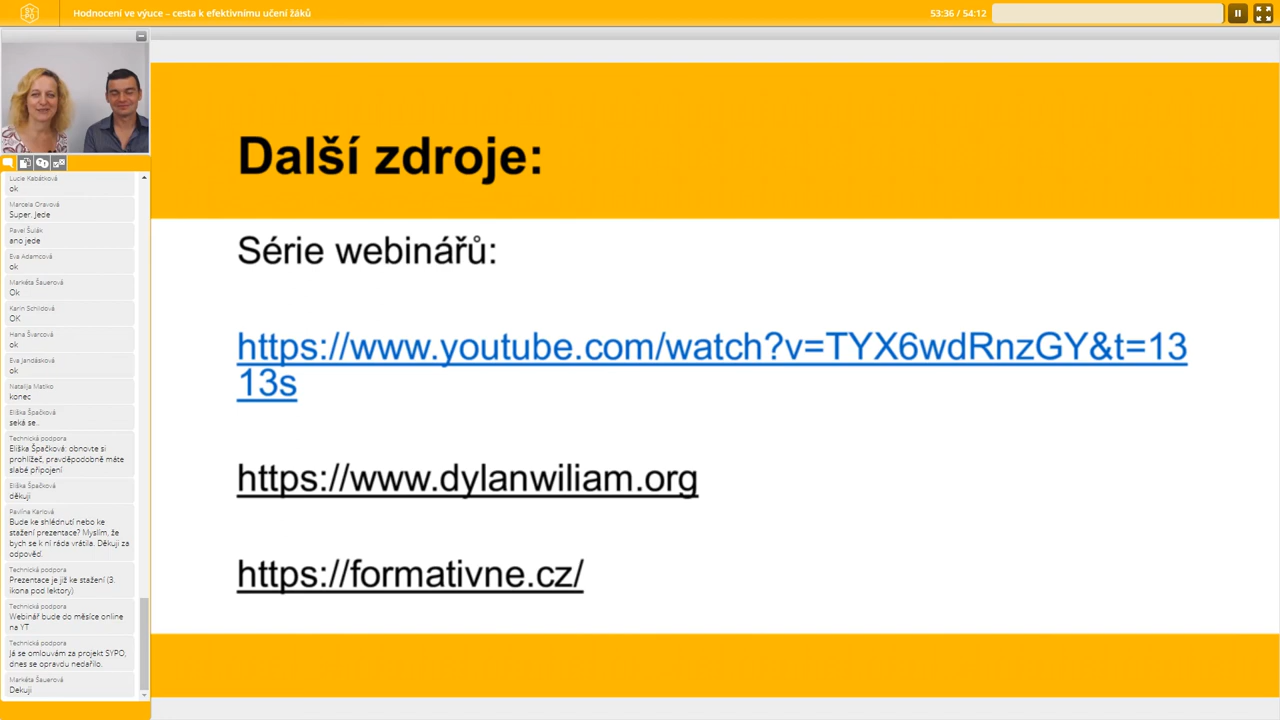 SY
PO
Hodnocení ve výuce – cesta k efektivnímu učení žáků
53:36 / 54:12
Další zdroje:
Série webinářů:
https://www.youtube.com/watch?v=TYX6wdRnzGY&t=13
13s
https://www.dylanwiliam.org
https://formativne.cz/
Lucie Kabátková
ok
Marcela Oravová
Super. Jede
Pavel Šulák
ano jede
Eva Adamcová
ok
Markéta Šauerová
Ok
Karin Schildová
OK
Hana Švarcová
ok
Eva Jandásková
ok
Natalija Matiko
konec
Eliška Špačková
seká se..
Technická podpora
Eliška Špačková: obnovte si
prohlížeč, pravděpodobně máte
slabé připojení
Eliška Špačková
děkuji
Pavlína Karlová
Bude ke shlédnutí nebo ke
stažení prezentace? Myslím, že
bych se k ní ráda vrátila. Děkuji za
odpověď.
Technická podpora
Prezentace je již ke stažení (3.
ikona pod lektory)
Technická podpora
Webinář bude do měsíce online
na YT
Technická podpora
Já se omlouvám za projekt SYPO,
dnes se opravdu nedařilo.
Markéta Šauerová
Dekuji